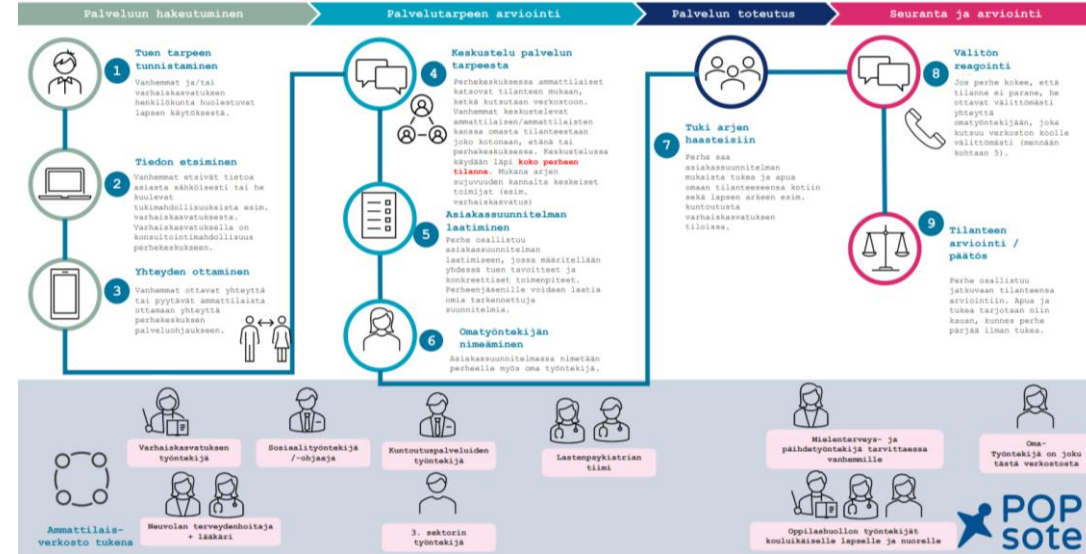 Palveluun hakeutuminen
Palvelutarpeen arviointi
Palvelun toteutus
Seuranta ja arviointi
1
Tuen tarpeen
tunnistaminen
Vanhemmat ja/tai
varhaiskasvatuksen
henkilökunta huolestuvat
lapsen käytöksestä.
2
Tiedon etsiminen
Vanhemmat etsivät tietoa
asiasta sähköisesti tai he
kuulevat
tukimahdollisuuksista esim.
varhaiskasvatuksesta.
Varhaiskasvatuksella on
konsultointimahdollisuus
perhekeskukseen.
3
Yhteyden ottaminen
Vanhemmat ottavat yhteyttä
tai pyytävät ammattilaista
ottamaan yhteyttä
perhekeskuksen
palveluohjaukseen.
4
Keskustelu palvelun
tarpeesta
Perhekeskuksessa ammattilaiset
katsovat tilanteen mukaan,
ketkä kutsutaan verkostoon.
Vanhemmat keskustelevat
ammattilaisen/ammattilaisten
kanssa omasta tilanteestaan
joko kotonaan, etänä tai
perhekeskuksessa. Keskustelussa
käydään läpi koko perheen
tilanne. Mukana arjen
sujuvuuden kannalta keskeiset
toimijat (esim.
varhaiskasvatus)
5
Asiakassuunnitelman
laatiminen
Perhe osallistuu
asiakassuunnitelman
laatimiseen, jossa määritellään
yhdessä tuen tavoitteet ja
konkreettiset toimenpiteet.
Perheenjäsenille voidaan laatia
omia tarkennettuja
suunnitelmia.
6
Omatyöntekijän
nimeäminen
Asiakassuunnitelmassa nimetään
perheelle myös oma työntekijä.
7
Tuki arjen
haasteisiin
Perhe saa
asiakassuunnitelman
mukaista tukea ja apua
omaan tilanteeseensa kotiin
sekä lapsen arkeen esim.
kuntoutusta
varhaiskasvatuksen
tiloissa.
8
Välitön
reagointi
Jos perhe kokee, että
tilanne ei parane, he
ottavat välittömästi
yhteyttä
omatyöntekijään, joka
kutsuu verkoston koolle
välittömästi (mennään
kohtaan 5).
9
Tilanteen
arviointi /
päätös
Perhe osallistuu
jatkuvaan tilanteensa
arviointiin. Apua ja
tukea tarjotaan niin
kauan, kunnes perhe
pärjää ilman tukea.
Ammattilais-
verkosto tukena
Varhaiskasvatuksen
työntekijä
Sosiaalityöntekijä
/-ohjaaja
Kuntoutuspalveluiden
työntekijä
Lastenpsykiatrian
tiimi
Mielenterveys- ja
päihdetyöntekijä tarvittaessa
vanhemmille
Oma-
Työntekijä on joku
tästä verkostosta
Neuvolan terveydenhoitaja
+ lääkäri
3. sektorin
työntekijä
Oppilashuollon työntekijät
kouluikäiselle lapselle ja nuorelle
POP
sote